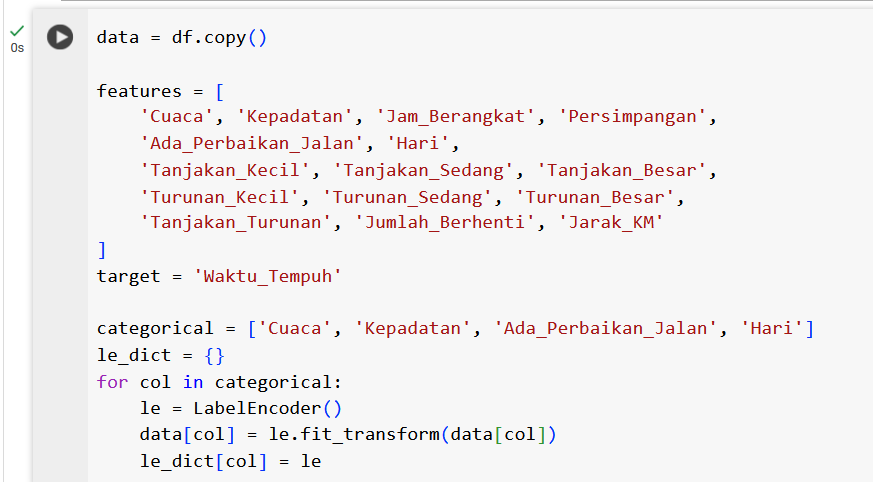 0s
data = df.copy()
features = [
'Cuaca', 'Kepadatan', 'Jam_Berangkat', 'Persimpangan',
'Ada_Perbaikan_Jalan', 'Hari',
'Tanjakan_Kecil', 'Tanjakan_Sedang', 'Tanjakan_Besar',
'Turunan_Kecil', 'Turunan_Sedang', 'Turunan_Besar',
'Tanjakan_Turunan', 'Jumlah_Berhenti', 'Jarak_KM'
]
target = 'Waktu_Tempuh'
categorical = ['Cuaca', 'Kepadatan', 'Ada_Perbaikan_Jalan', 'Hari']
le_dict = {}
for col in categorical:
le = LabelEncoder()
data[col] = le.fit_transform(data[col])
le_dict[col] = le